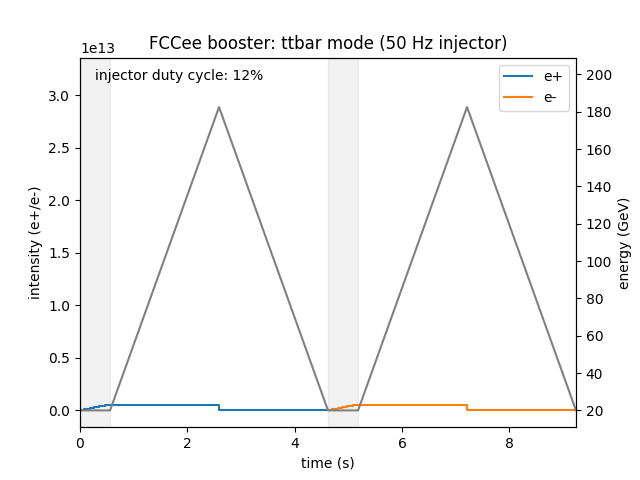 FCCee booster: ttbar mode (50 Hz injector)
1e13
injector duty cycle: 12%
e+
e-
3.0
2.5
2.0
1.5
1.0
0.5
0.0
intensity (e+/e-)
200
180
160
140
120
100
80
60
40
20
energy (GeV)
0
2
4
6
8
time (s)